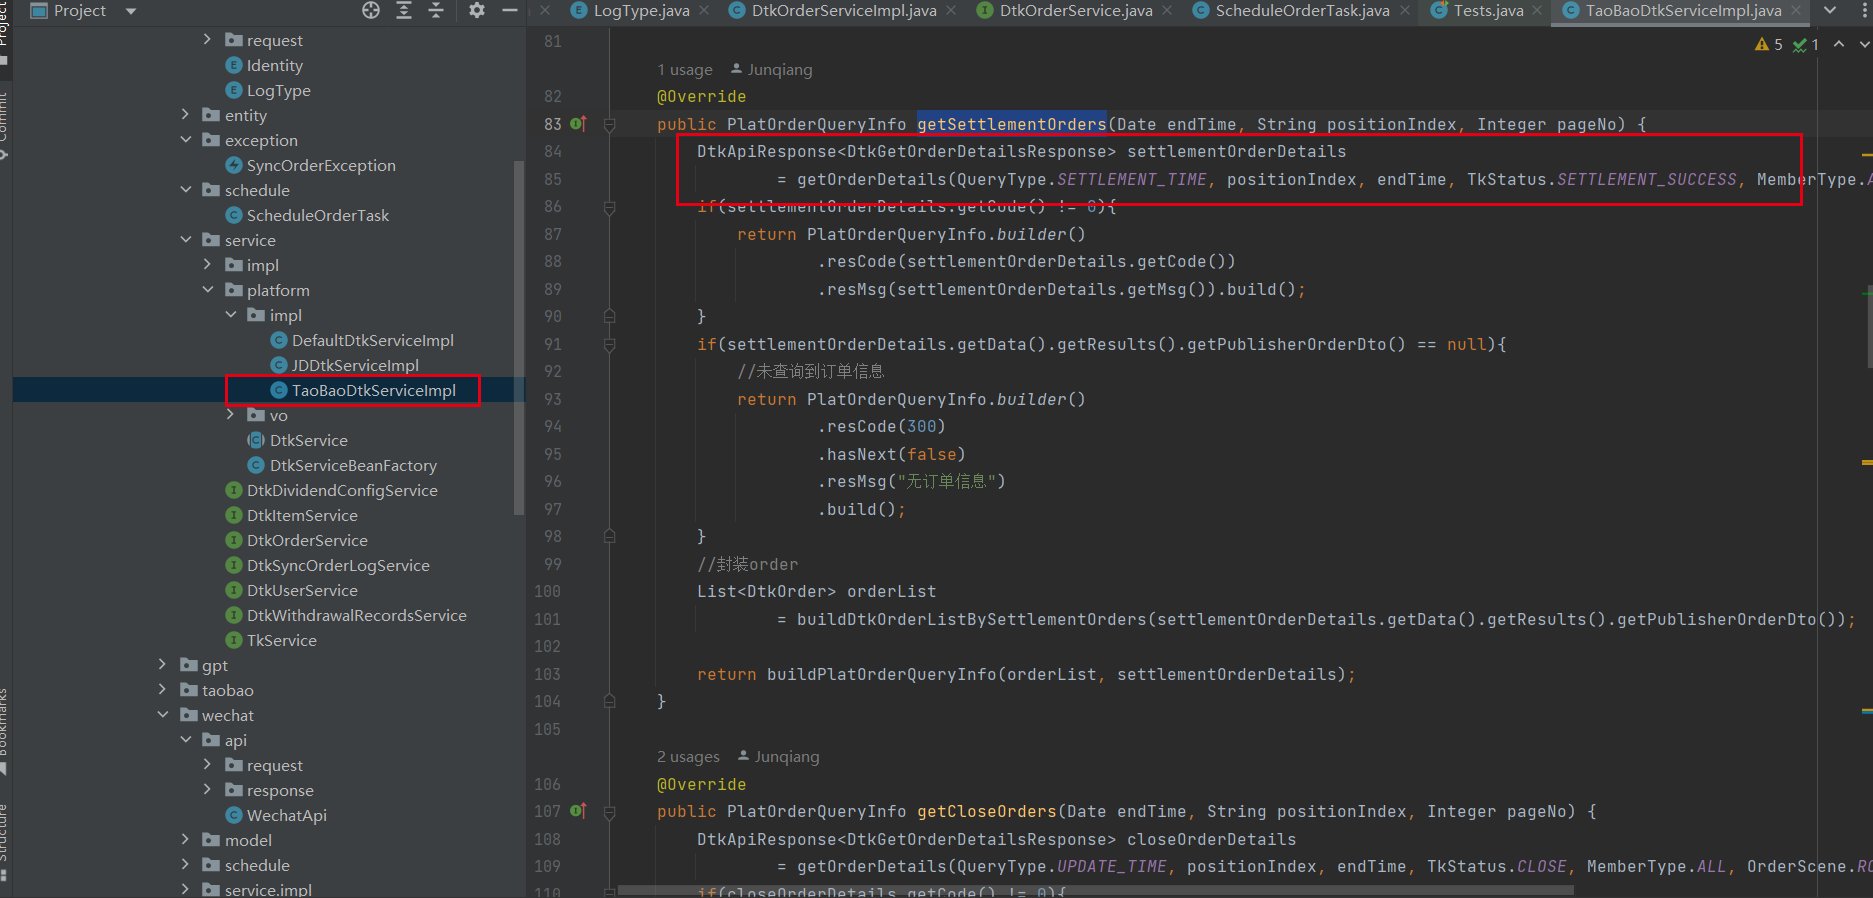 Project
LogType.java
DtkOrderServiceImpl.java
DtkOrderService.java
ScheduleOrderTask.java
Tests.java
TaoBaoDtkServiceImpl.java
Project
Commit
Bookmarks
Structure
request
Identity
LogType
entity
exception
SyncOrderException
schedule
ScheduleOrderTask
service
impl
platform
impl
DefaultDtkServiceImpl
JDDtkServiceImpl
TaoBaoDtkServiceImpl
vo
DtkService
DtkServiceBeanFactory
DtkDividendConfigService
DtkItemService
DtkOrderService
DtkSyncOrderLogService
DtkUserService
DtkWithdrawalRecordsService
TkService
gpt
taobao
wechat
api
request
response
WechatApi
model
schedule
service.impl
5 1
81
1 usage Junqiang
82 @Override
83 public PlatOrderQueryInfo getSettlementOrders(Date endTime, String positionIndex, Integer pageNo) {
84 DtkApiResponse<DtkGetOrderDetailsResponse> settlementOrderDetails
85 = getOrderDetails(QueryType.SETTLEMENT_TIME, positionIndex, endTime, TkStatus.SETTLEMENT_SUCCESS, MemberType.A
86 if(settlementOrderDetails.getCode() != 0){
87 return PlatOrderQueryInfo.builder()
88 .resCode(settlementOrderDetails.getCode())
89 .resMsg(settlementOrderDetails.getMsg()).build();
90 }
91 if(settlementOrderDetails.getData().getResults().getPublisherOrderDto() == null){
92 //未查询到订单信息
93 return PlatOrderQueryInfo.builder()
94 .resCode(300)
95 .hasNext(false)
96 .resMsg("无订单信息")
97 .build();
98 }
99 //封装order
100 List<DtkOrder> orderList
101 = buildDtkOrderListBySettlementOrders(settlementOrderDetails.getData().getResults().getPublisherOrderDto());
102
103 return buildPlatOrderQueryInfo(orderList, settlementOrderDetails);
104 }
105
2 usages Junqiang
106 @Override
107 public PlatOrderQueryInfo getCloseOrders(Date endTime, String positionIndex, Integer pageNo) {
108 DtkApiResponse<DtkGetOrderDetailsResponse> closeOrderDetails
109 = getOrderDetails(QueryType.UPDATE_TIME, positionIndex, endTime, TkStatus.CLOSE, MemberType.ALL, OrderScene.RO
110 if(closeOrderDetails.getCode() != 0){